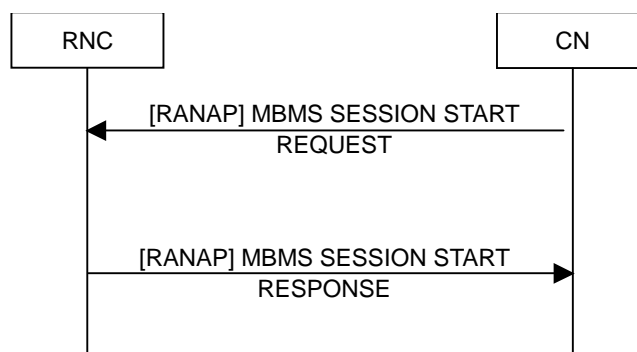 RNC
CN
[RANAP] MBMS SESSION START
REQUEST
[RANAP] MBMS SESSION START
RESPONSE